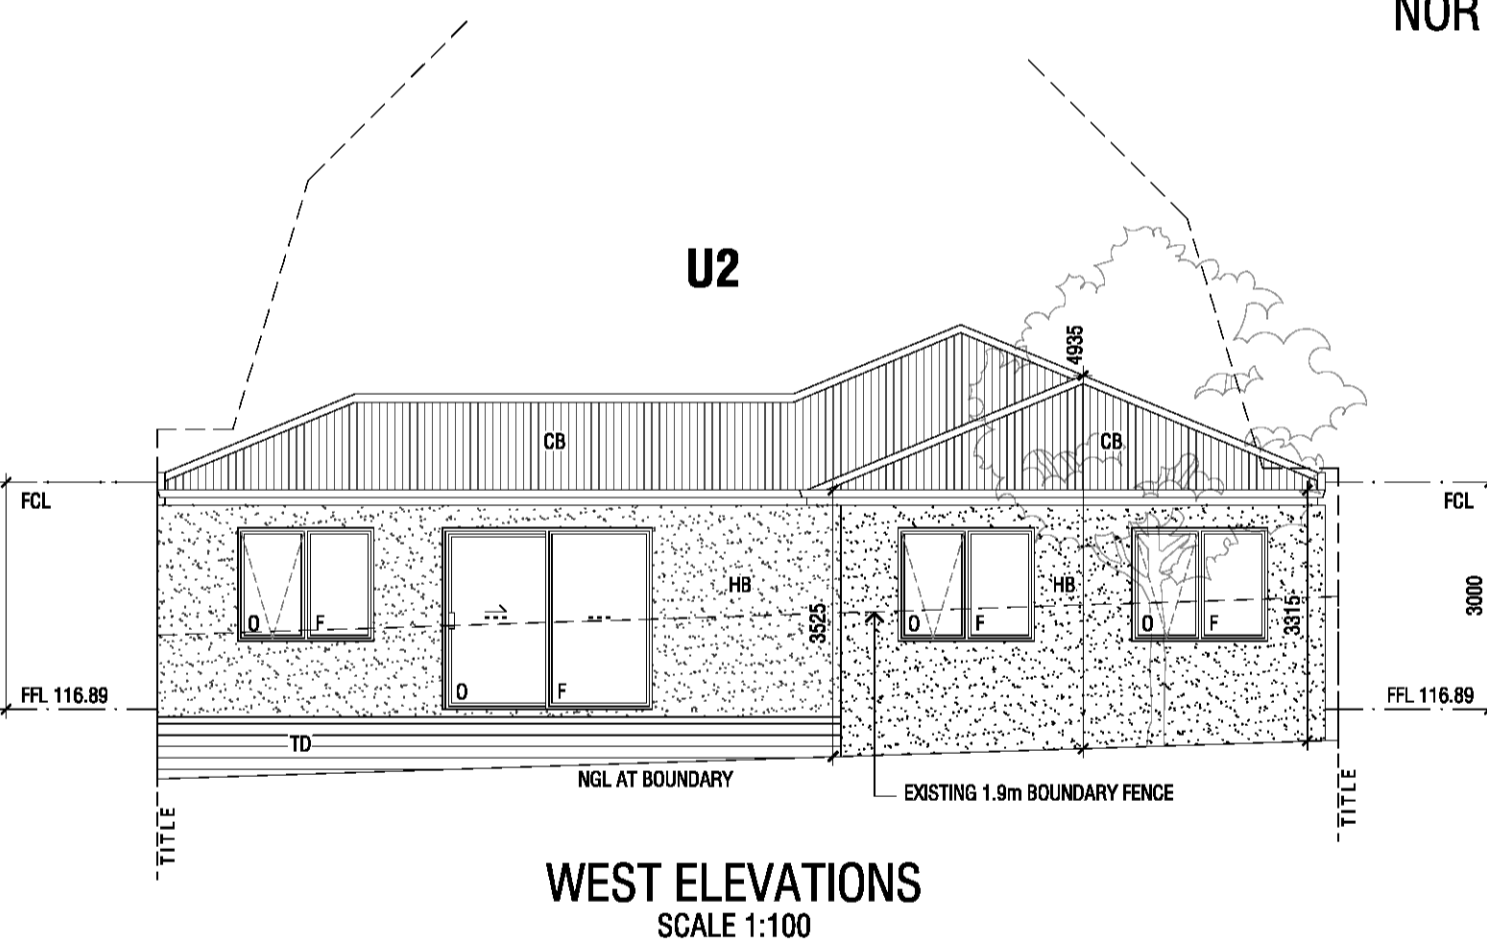 NOR
U2
4935
CB
CB
FCL
FCL
HB
HB
3525
3315
3000
O
F
O
F
O
F
O
F
FFL 116.89
FFL 116.89
TD
NGL AT BOUNDARY
EXISTING 1.9m BOUNDARY FENCE
TITLE
TITLE
WEST ELEVATIONS
SCALE 1:100